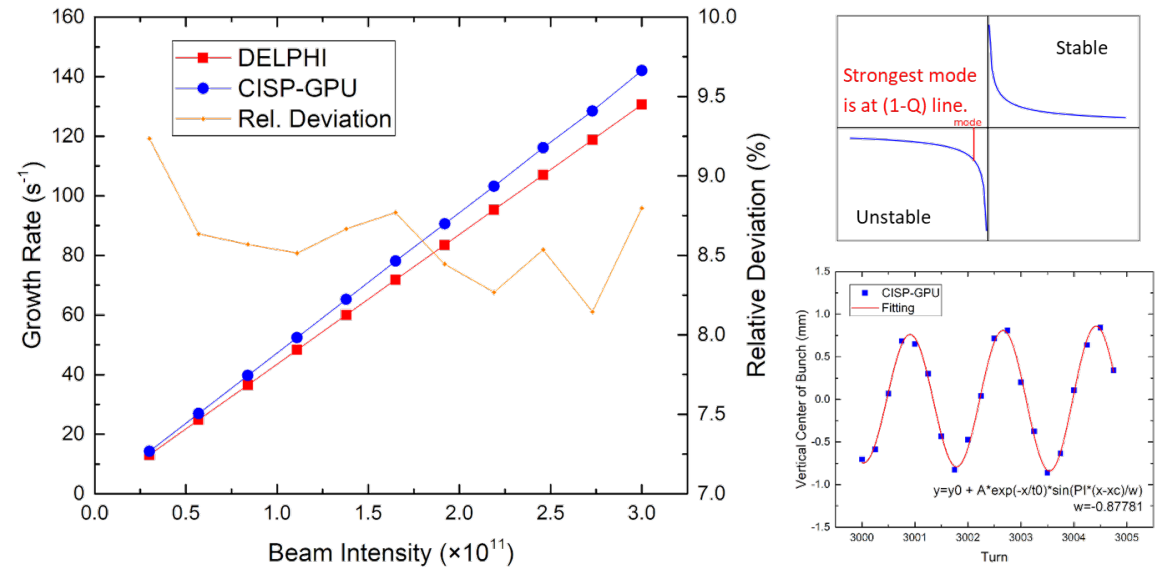 160
140
120
100
80
60
40
20
0
Growth Rate (s⁻¹)
DELPHI
CISP-GPU
Rel. Deviation
10.0
9.5
9.0
8.5
8.0
7.5
7.0
Relative Deviation (%)
0.0 0.5 1.0 1.5 2.0 2.5 3.0
Beam Intensity (×10¹¹)
Stable
Strongest mode
is at (1-Q) line.
mode
Unstable
1.5
1.0
0.5
0.0
-0.5
-1.0
-1.5
Vertical Center of Bunch (mm)
CISP-GPU
Fitting
y=y0 + A*exp(-x/t0)*sin(PI*(x-xc)/w)
w=-0.87781
3000 3001 3002 3003 3004 3005
Turn